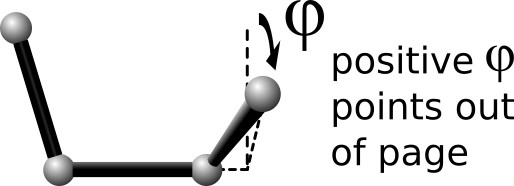 φ
positive φ
points out
of page